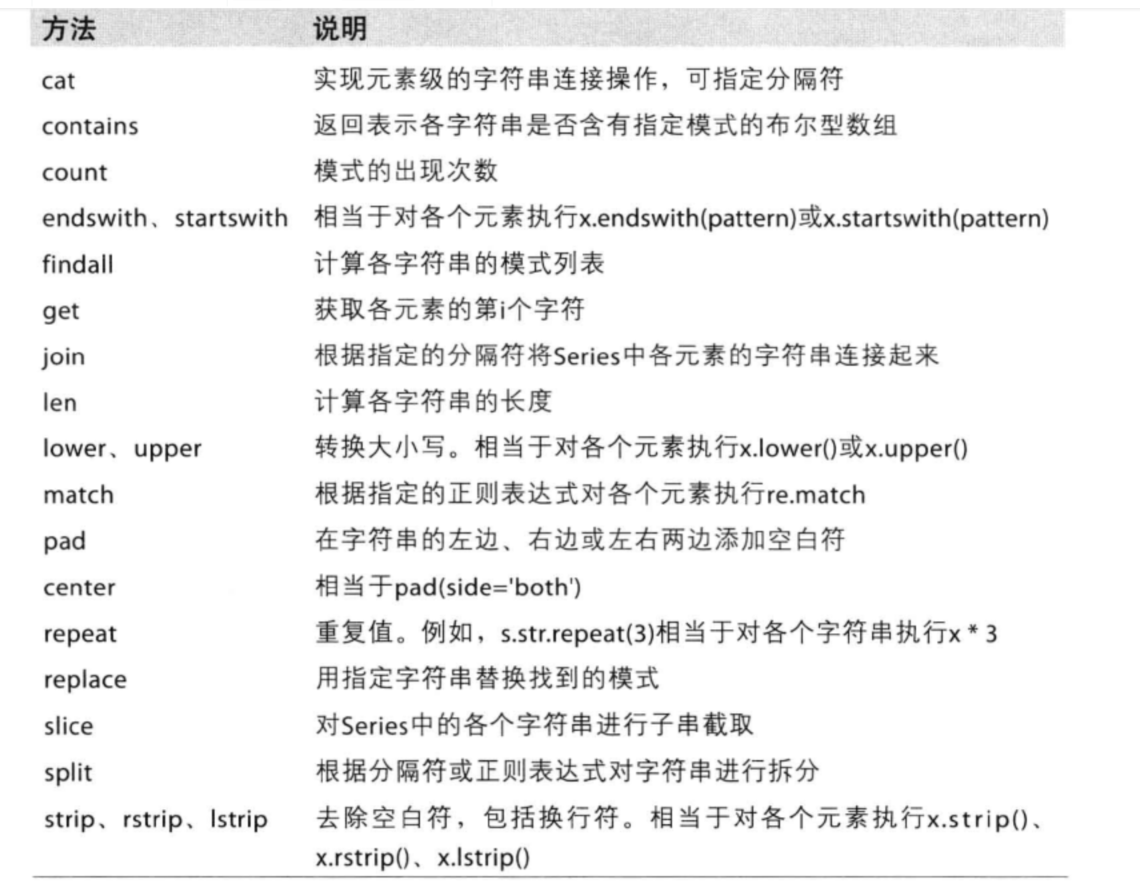 方法 说明
cat 实现元素级的字符串连接操作，可指定分隔符
contains 返回表示各字符串是否含有指定模式的布尔型数组
count 模式的出现次数
endswith、startswith 相当于对各个元素执行x.endswith(pattern)或x.startswith(pattern)
findall 计算各字符串的模式列表
get 获取各元素的第i个字符
join 根据指定的分隔符将Series中各元素的字符串连接起来
len 计算各字符串的长度
lower、upper 转换大小写。相当于对各个元素执行x.lower()或x.upper()
match 根据指定的正则表达式对各个元素执行re.match
pad 在字符串的左边、右边或左右两边添加空白符
center 相当于pad(side='both')
repeat 重复值。例如，s.str.repeat(3)相当于对各个字符串执行x * 3
replace 用指定字符串替换找到的模式
slice 对Series中的各个字符串进行子串截取
split 根据分隔符或正则表达式对字符串进行拆分
strip、rstrip、lstrip 去除空白符，包括换行符。相当于对各个元素执行x.strip()、
x.rstrip()、x.lstrip()